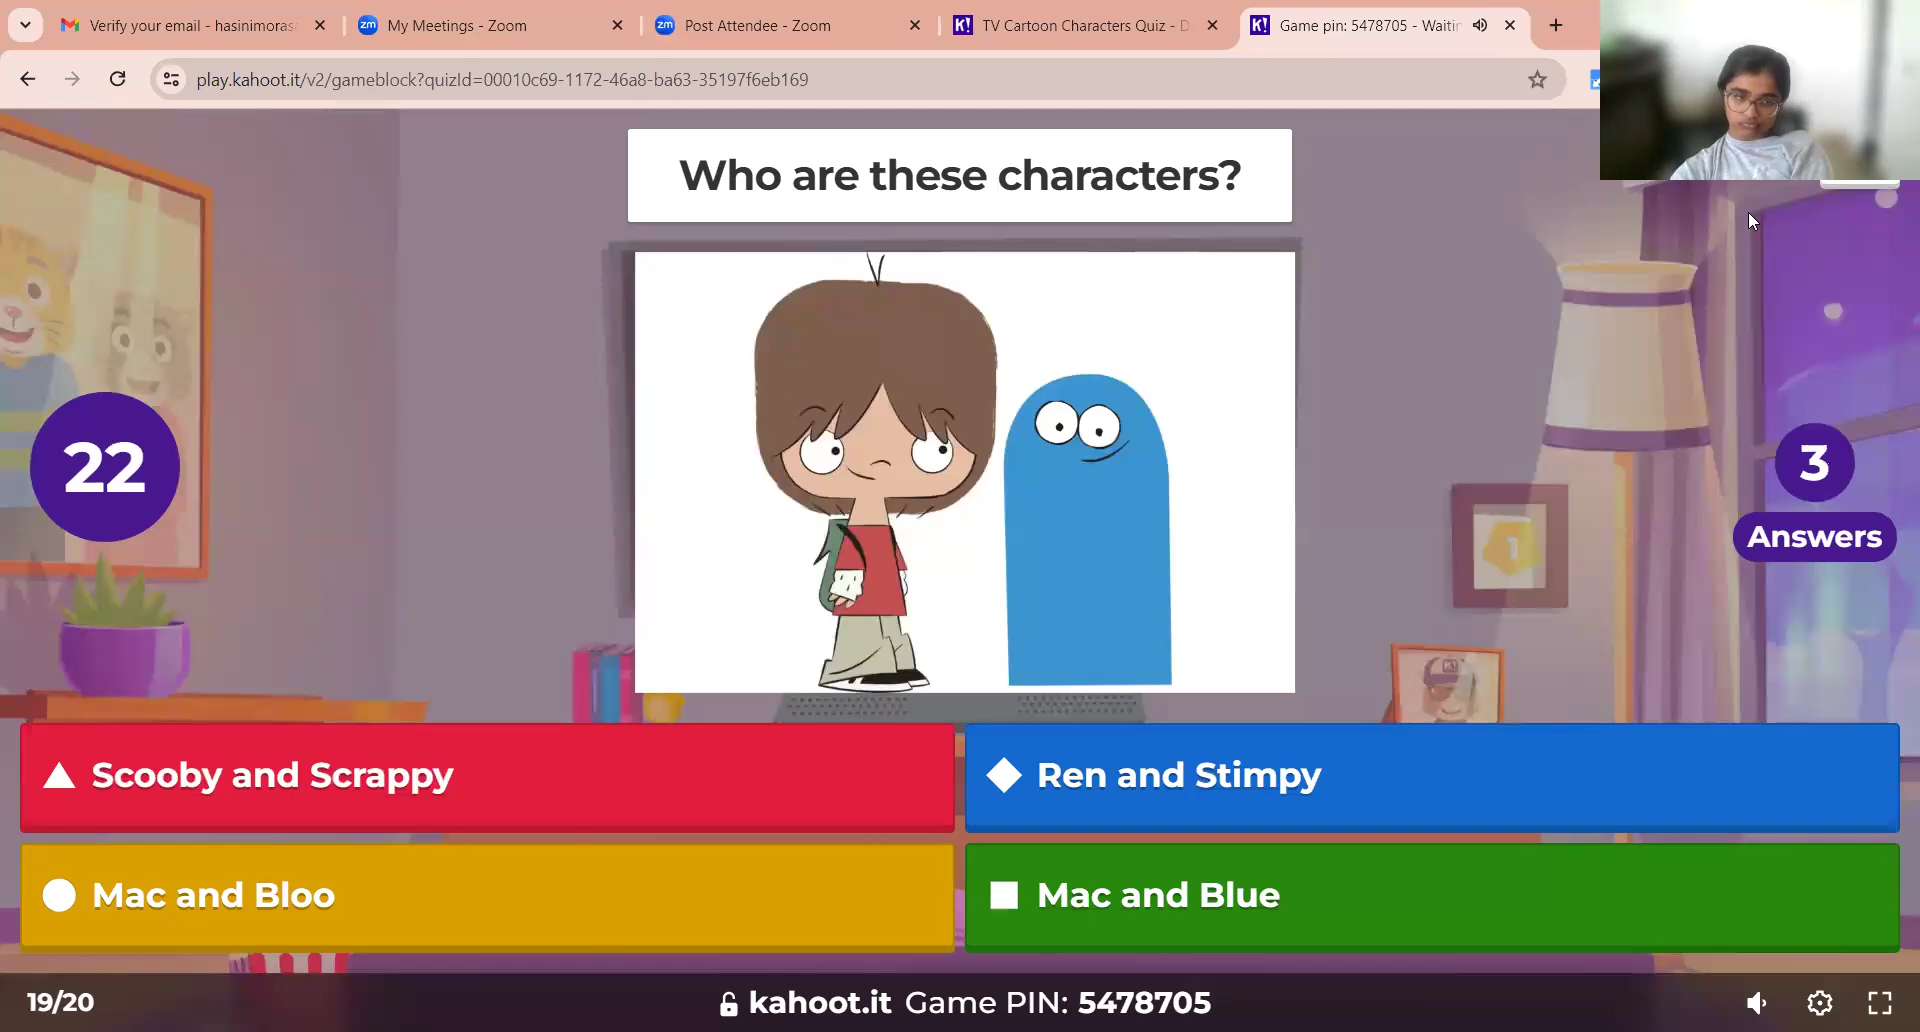 Verify your email - hasinimoras
My Meetings - Zoom
Post Attendee - Zoom
TV Cartoon Characters Quiz - D
Game pin: 5478705 - Waitin
play.kahoot.it/v2/gameblock?quizId=00010c69-1172-46a8-ba63-35197f6eb169
Who are these characters?
22
3
Answers
Scooby and Scrappy
Ren and Stimpy
Mac and Bloo
Mac and Blue
19/20
kahoot.it Game PIN: 5478705